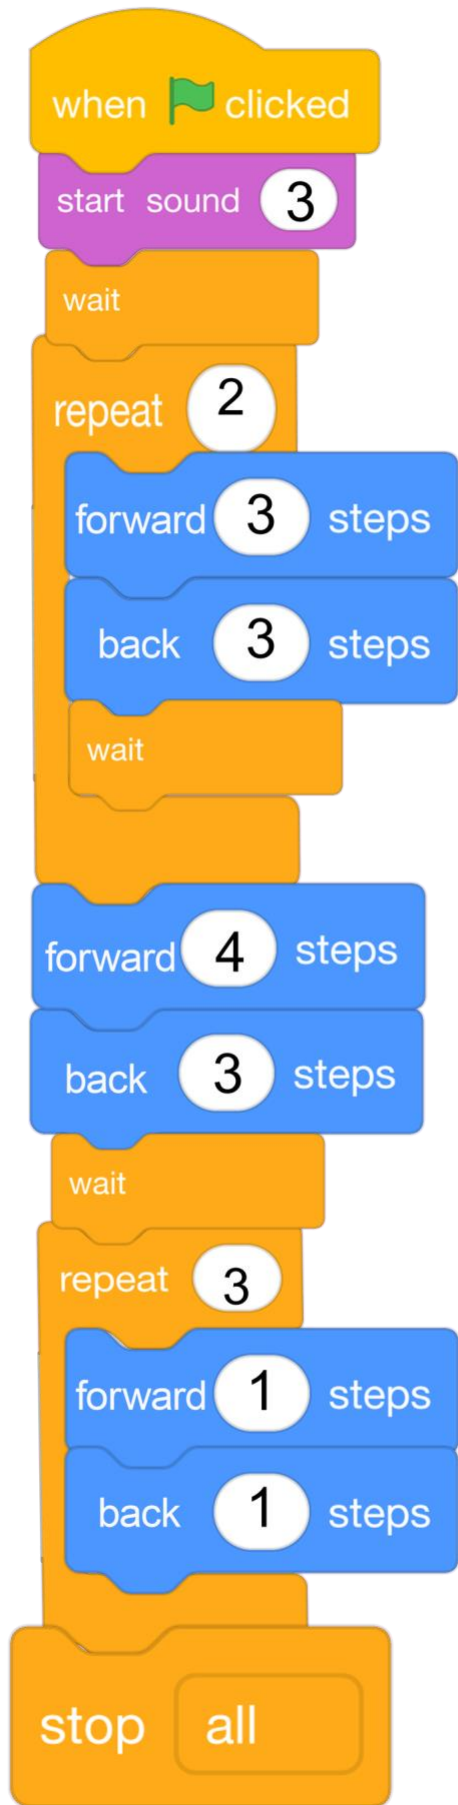 when clicked
start sound 3
wait
repeat 2
forward 3 steps
back 3 steps
wait
forward 4 steps
back 3 steps
wait
repeat 3
forward 1 steps
back 1 steps
stop all